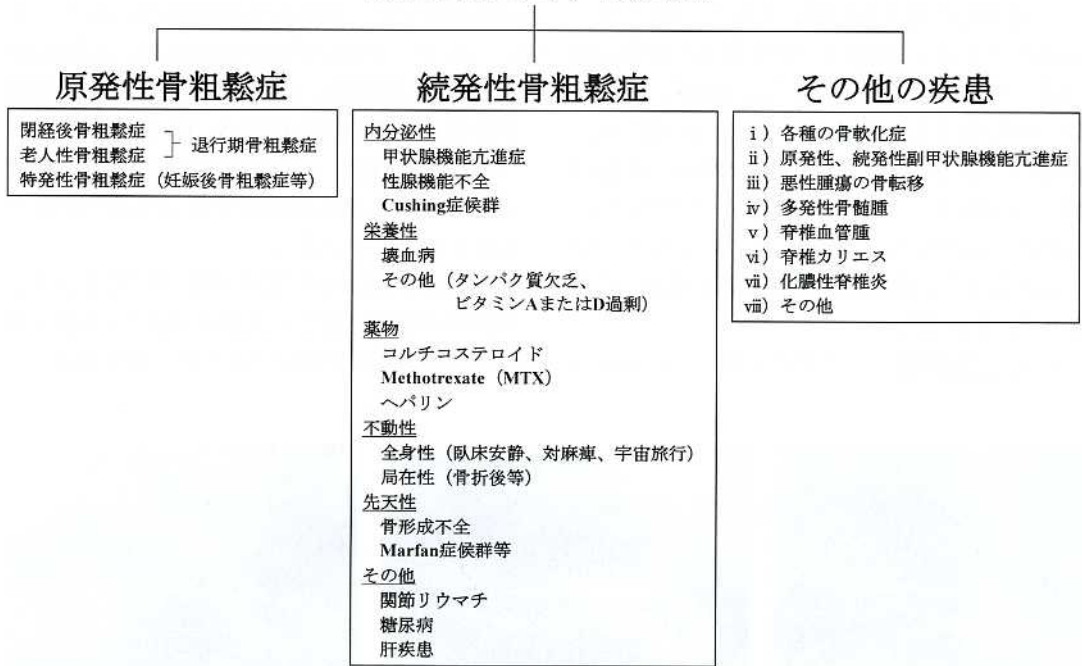 原発性骨粗鬆症
閉経後骨粗鬆症
老人性骨粗鬆症
退行期骨粗鬆症
特発性骨粗鬆症（妊娠後骨粗鬆症等）
続発性骨粗鬆症
内分泌性
甲状腺機能亢進症
性腺機能不全
Cushing症候群
栄養性
壊血病
その他（タンパク質欠乏、
ビタミンAまたはD過剰）
薬物
コルチコステロイド
Methotrexate（MTX）
ヘパリン
不動性
全身性（臥床安静、対麻痺、宇宙旅行）
局在性（骨折後等）
先天性
骨形成不全
Marfan症候群等
その他
関節リウマチ
糖尿病
肝疾患
その他の疾患
ⅰ）各種の骨軟化症
ⅱ）原発性、続発性副甲状腺機能亢進症
ⅲ）悪性腫瘍の骨転移
ⅳ）多発性骨髄腫
ⅴ）脊椎血管腫
ⅵ）脊椎カリエス
ⅶ）化膿性脊椎炎
ⅷ）その他